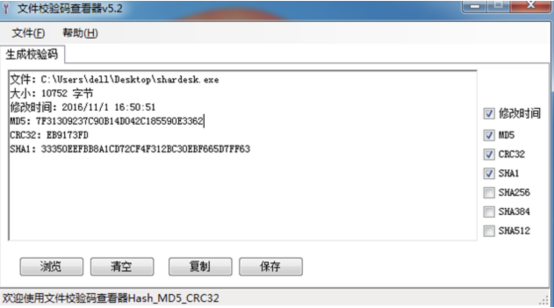 文件校验码查看器v5.2
文件(F) 帮助(H)
生成校验码
文件: C:\Users\dell\Desktop\shardesk.exe
大小: 10752 字节
修改时间: 2016/11/1 16:50:51
MD5: 7F31309237C90B14D042C185590E3362
CRC32: EB9173FD
SHA1: 33350EEFBB8A1CD72CF4F312BC30EBF665D7FF63
修改时间
MD5
CRC32
SHA1
SHA256
SHA384
SHA512
浏览 清空 复制 保存
欢迎使用文件校验码查看器Hash_MD5_CRC32